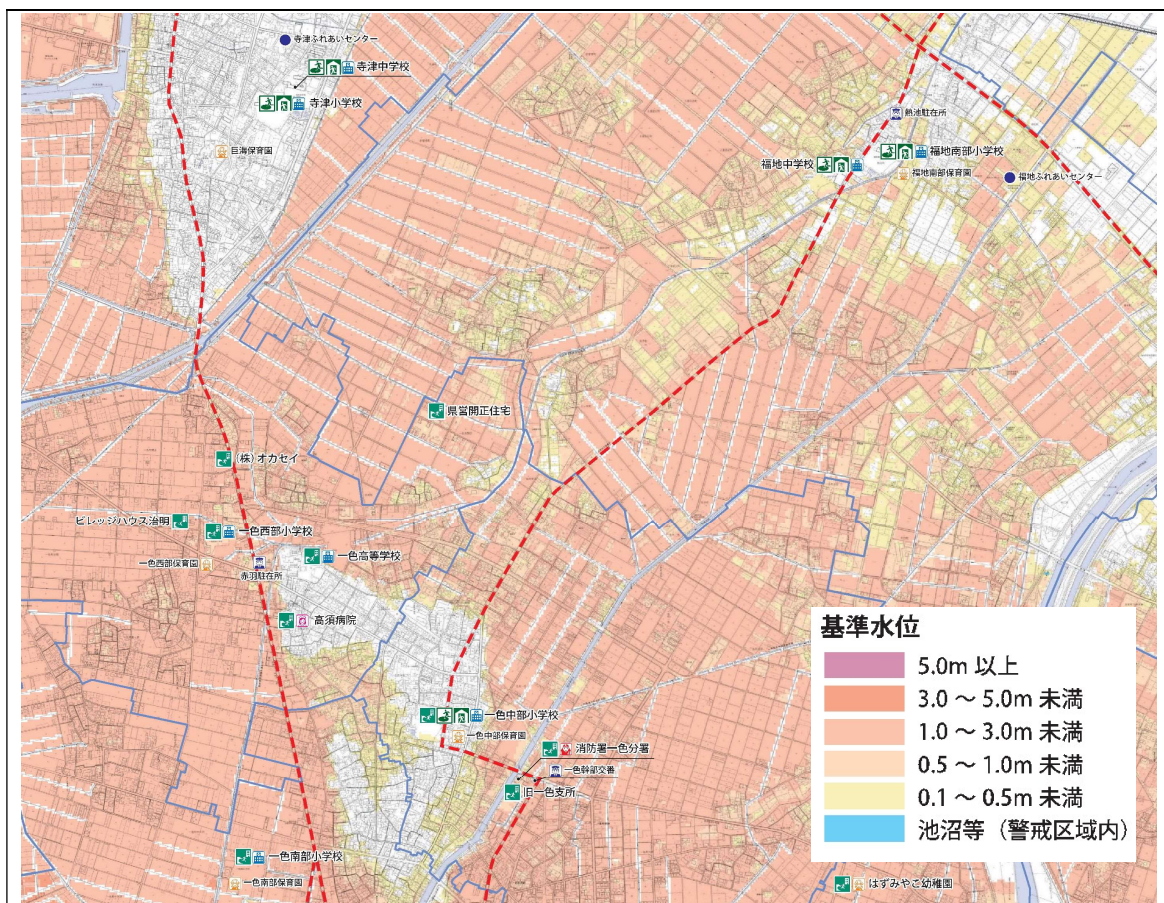 寺津ふれあいセンター
寺津中学校
寺津小学校
巨海保育園
熱池駐在所
福地中学校
福地南部小学校
福地南部保育園
福地ふれあいセンター
県営開正住宅
(株)オカセイ
ビレッジハウス治明
一色西部小学校
一色高等学校
一色西部保育園
赤羽駐在所
高須病院
一色中部小学校
一色中部保育園
消防署一色分署
一色幹部交番
旧一色支所
一色南部小学校
一色南部保育園
はずみやこ幼稚園
基準水位
5.0m 以上
3.0 ～ 5.0m 未満
1.0 ～ 3.0m 未満
0.5 ～ 1.0m 未満
0.1 ～ 0.5m 未満
池沼等（警戒区域内）